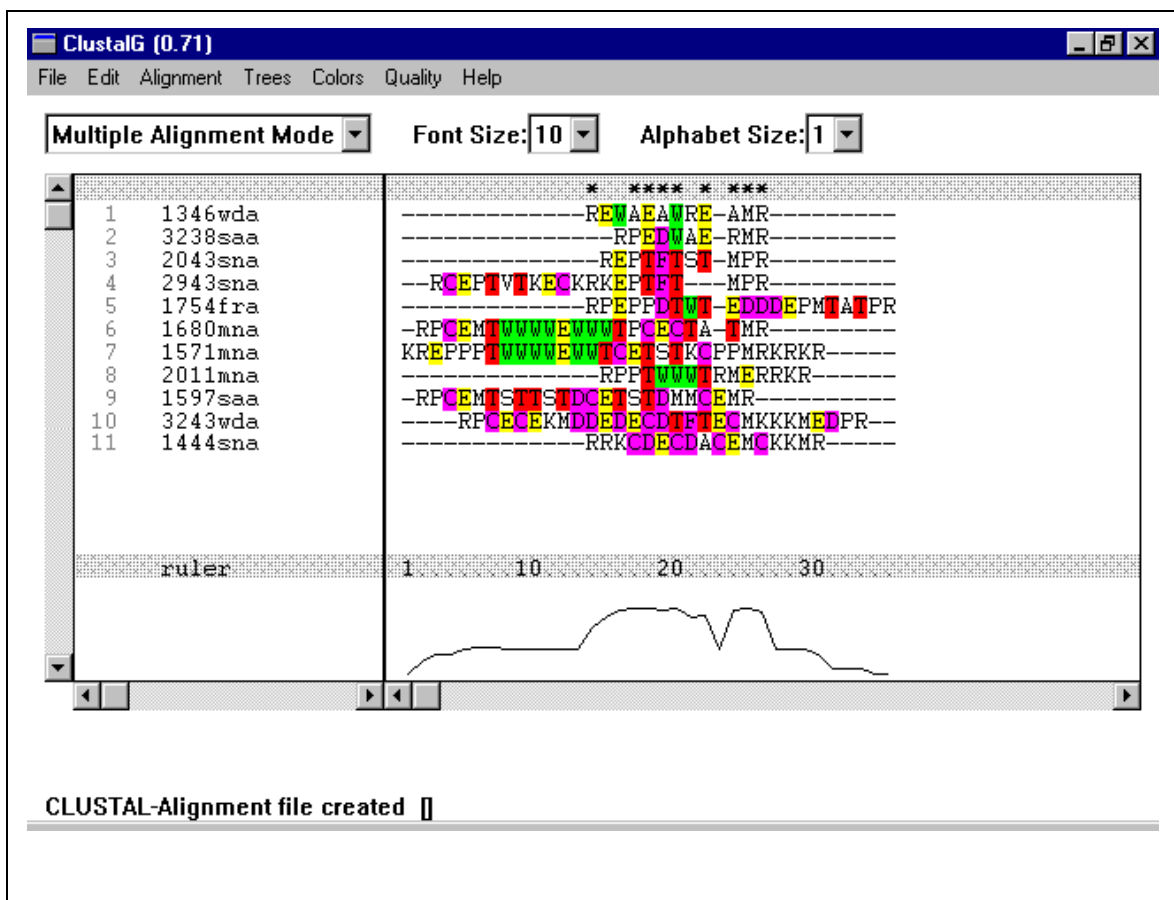 ClustalG (0.71)
File Edit Alignment Trees Colors Quality Help
Multiple Alignment Mode Font Size: 10 Alphabet Size: 1
*  **** * ***
1 1346wda -------------REWAEAWRE-AMR---------
2 3238saa ---------------RPEDWAE-RMR---------
3 2043sna --------------REPTFTST-MPR---------
4 2943sna --RCEPTVTKECKRKEPTFT---MPR---------
5 1754fra -------------RPEPPDTWT-EDDDEPMTATPR
6 1680mna -RPCEMTWWWWEWWWTPCECTA-TMR---------
7 1571mna KREPPPTWWWWEWWTCETSTKCPPMRKRKR-----
8 2011mna --------------RPPTWWWTRMERRKR------
9 1597saa -RPCEMTSTTSTDCETSTDMMCEMR----------
10 3243wda ----RPCECEKMDDEDECDTFTECMKKKMEDPR--
11 1444sna -------------RRKCDECDACEMCKKMR-----
ruler 1.......10........20........30.....
CLUSTAL-Alignment file created []